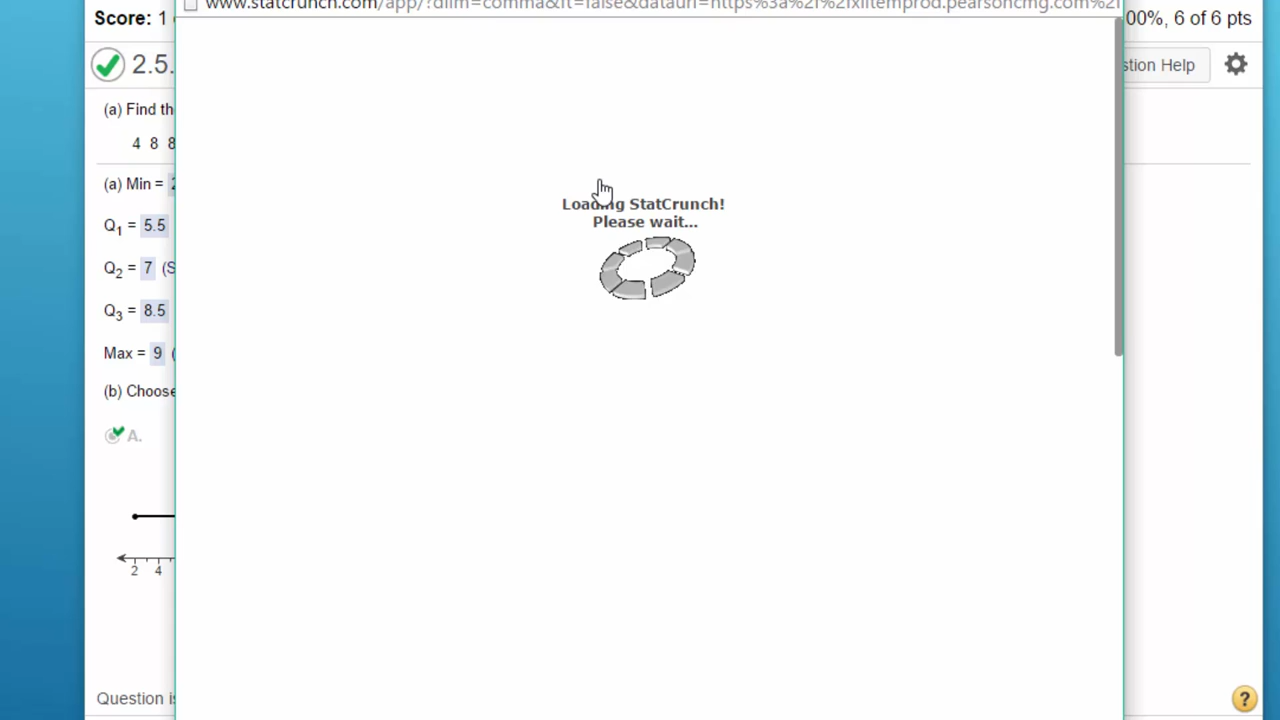 www.statcrunch.com/app/?dlim=comma&ft=false&dataurl=https%3a%2f%2fxlitemprod.pearsoncmg.com%2f
Score: 1
00%, 6 of 6 pts
2.5.
stion Help
(a) Find th
4 8 8
(a) Min = 2
Q1 = 5.5
Q2 = 7 (S
Q3 = 8.5
Max = 9 (
(b) Choose
A.
2 4
Loading StatCrunch!
Please wait...
Question is
?